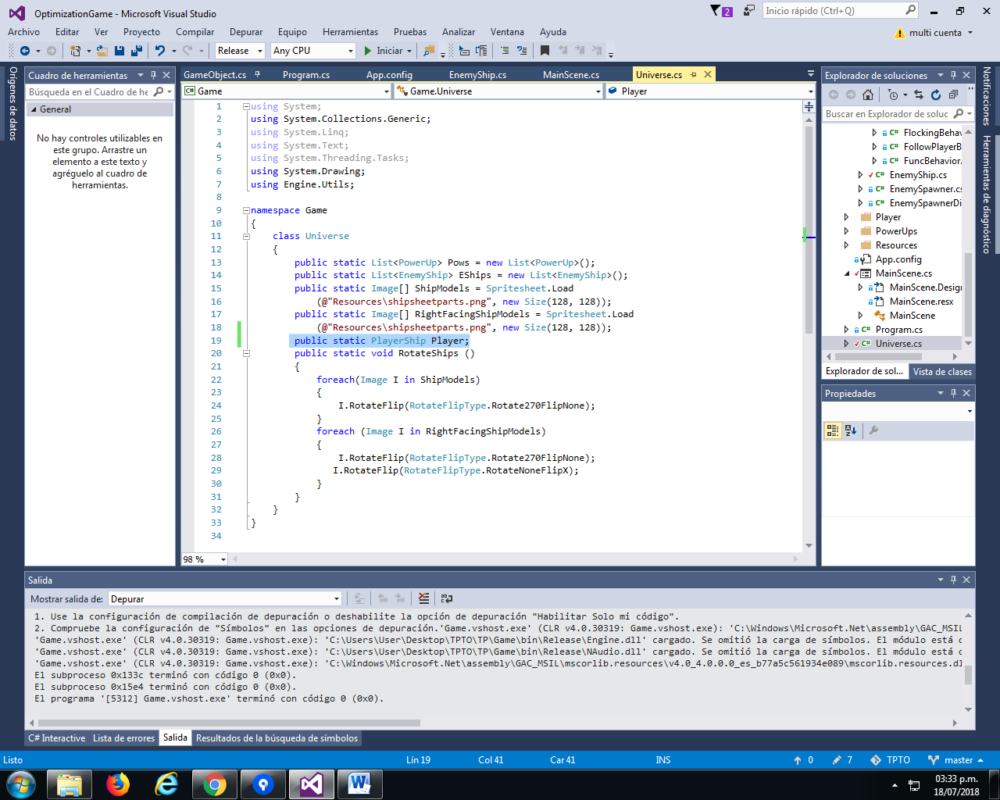 OptimizationGame - Microsoft Visual Studio
2
Inicio rápido (Ctrl+Q)
Archivo Editar Ver Proyecto Compilar Depurar Equipo Herramientas Pruebas Analizar Ventana Ayuda
multi cuenta
Release Any CPU Iniciar
Orígenes de datos
Cuadro de herramientas
Búsqueda en el Cuadro de he
General
No hay controles utilizables en
este grupo. Arrastre un
elemento a este texto y
agréguelo al cuadro de
herramientas.
GameObject.cs Program.cs App.config EnemyShip.cs MainScene.cs Universe.cs
Game Game.Universe Player
1 using System;
2 using System.Collections.Generic;
3 using System.Linq;
4 using System.Text;
5 using System.Threading.Tasks;
6 using System.Drawing;
7 using Engine.Utils;
8
9 namespace Game
10 {
11 class Universe
12 {
13 public static List<PowerUp> Pows = new List<PowerUp>();
14 public static List<EnemyShip> EShips = new List<EnemyShip>();
15 public static Image[] ShipModels = Spritesheet.Load
16 (@"Resources\shipsheetparts.png", new Size(128, 128));
17 public static Image[] RightFacingShipModels = Spritesheet.Load
18 (@"Resources\shipsheetparts.png", new Size(128, 128));
19 public static PlayerShip Player;
20 public static void RotateShips ()
21 {
22 foreach(Image I in ShipModels)
23 {
24 I.RotateFlip(RotateFlipType.Rotate270FlipNone);
25 }
26 foreach (Image I in RightFacingShipModels)
27 {
28 I.RotateFlip(RotateFlipType.Rotate270FlipNone);
29 I.RotateFlip(RotateFlipType.RotateNoneFlipX);
30 }
31 }
32 }
33 }
34
98 %
Explorador de soluciones
Buscar en Explorador de soluc
C# FlockingBehav
C# FollowPlayerB
C# FuncBehavior.
C# EnemyShip.cs
C# EnemySpawner.cs
C# EnemySpawnerDi
Player
PowerUps
Resources
App.config
MainScene.cs
MainScene.Desig
MainScene.resx
MainScene
C# Program.cs
C# Universe.cs
Explorador de sol... Vista de clases
Propiedades
Notificaciones
Herramientas de diagnóstico
Salida
Mostrar salida de: Depurar
1. Use la configuración de compilación de depuración o deshabilite la opción de depuración "Habilitar Solo mi código".
2. Compruebe la configuración de "Símbolos" en las opciones de depuración.'Game.vshost.exe' (CLR v4.0.30319: Game.vshost.exe): 'C:\Windows\Microsoft.Net\assembly\GAC_MSIL
'Game.vshost.exe' (CLR v4.0.30319: Game.vshost.exe): 'C:\Users\User\Desktop\TPTO\TP\Game\bin\Release\Engine.dll' cargado. Se omitió la carga de símbolos. El módulo está c
'Game.vshost.exe' (CLR v4.0.30319: Game.vshost.exe): 'C:\Users\User\Desktop\TPTO\TP\Game\bin\Release\NAudio.dll' cargado. Se omitió la carga de símbolos. El módulo está c
'Game.vshost.exe' (CLR v4.0.30319: Game.vshost.exe): 'C:\Windows\Microsoft.Net\assembly\GAC_MSIL\mscorlib.resources\v4.0_4.0.0.0_es_b77a5c561934e089\mscorlib.resources.dl
El subproceso 0x133c terminó con código 0 (0x0).
El subproceso 0x15e4 terminó con código 0 (0x0).
El programa '[5312] Game.vshost.exe' terminó con código 0 (0x0).
C# Interactive Lista de errores Salida Resultados de la búsqueda de símbolos
Listo Lín 19 Col 41 Car 41 INS 0 7 TPTO master
03:33 p.m.
18/07/2018